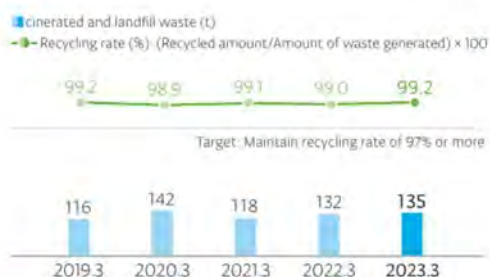 cinerated and landfill waste (t)
Recycling rate (%) (Recycled amount/Amount of waste generated) × 100
99.2 98.9 99.1 99.0 99.2
Target: Maintain recycling rate of 97% or more
116 142 118 132 135
2019.3 2020.3 2021.3 2022.3 2023.3